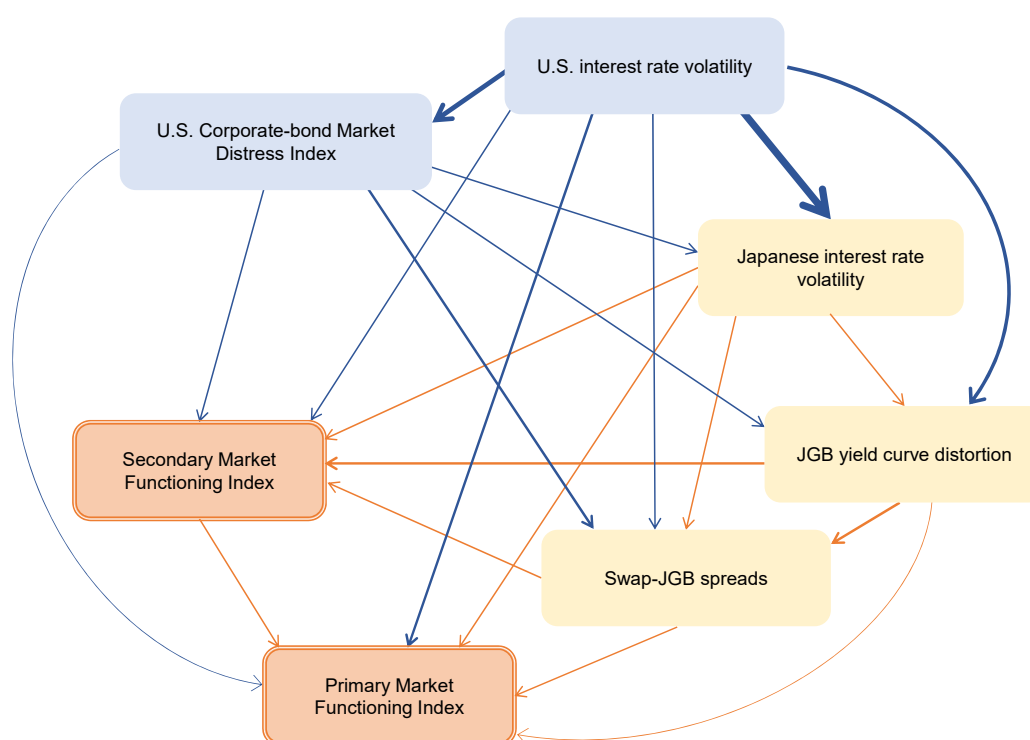 U.S. interest rate volatility
U.S. Corporate-bond Market
Distress Index
Japanese interest rate
volatility
JGB yield curve distortion
Secondary Market
Functioning Index
Swap-JGB spreads
Primary Market
Functioning Index